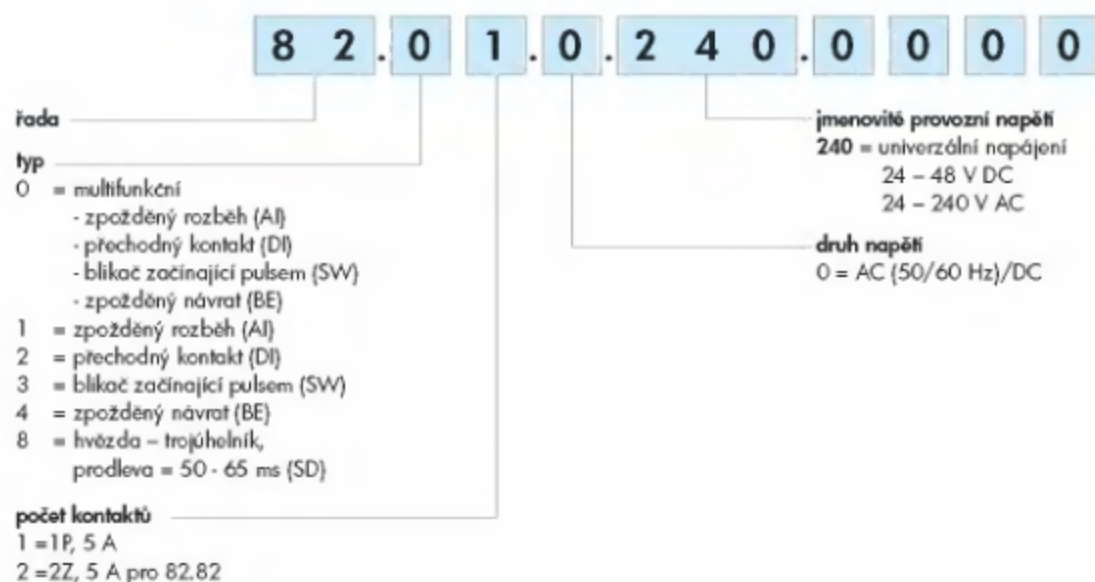 8 2 . 0 1 . 0 . 2 4 0 . 0 0 0 0
řada
typ
0 = multifunkční
- zpožděný rozběh (AI)
- přechodný kontakt (DI)
- blikač začínající pulsem (SW)
- zpožděný návrat (BE)
1 = zpožděný rozběh (AI)
2 = přechodný kontakt (DI)
3 = blikač začínající pulsem (SW)
4 = zpožděný návrat (BE)
8 = hvězda – trojúhelník,
prodleva = 50 - 65 ms (SD)
počet kontaktů
1 =1P, 5 A
2 =2Z, 5 A pro 82.82
jmenovité provozní napětí
240 = univerzální napájení
24 – 48 V DC
24 – 240 V AC
druh napětí
0 = AC (50/60 Hz)/DC